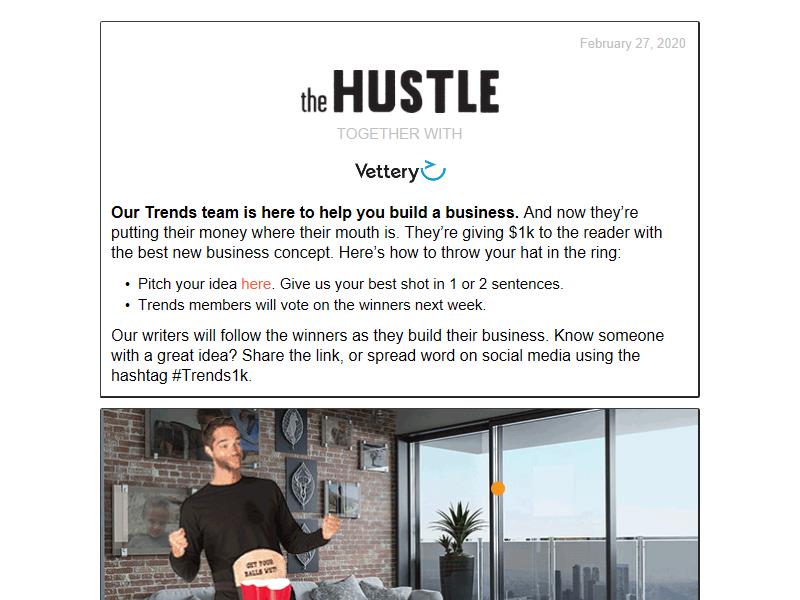 February 27, 2020
the HUSTLE
TOGETHER WITH
Vettery
Our Trends team is here to help you build a business. And now they’re
putting their money where their mouth is. They’re giving $1k to the reader with
the best new business concept. Here’s how to throw your hat in the ring:
• Pitch your idea here. Give us your best shot in 1 or 2 sentences.
• Trends members will vote on the winners next week.
Our writers will follow the winners as they build their business. Know someone
with a great idea? Share the link, or spread word on social media using the
hashtag #Trends1k.
GET YOUR
BALLS WET!